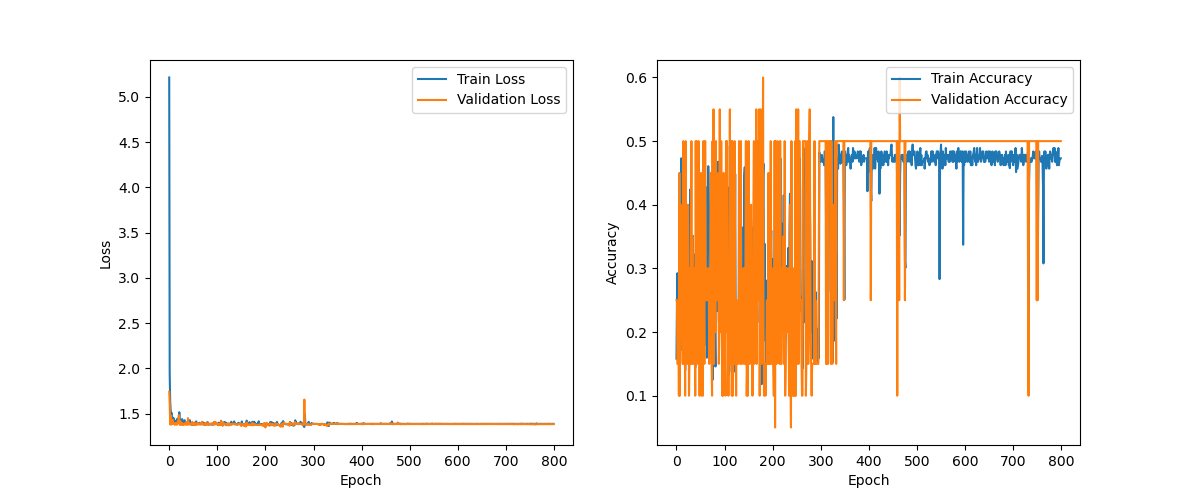 Train Loss
Validation Loss
5.0
4.5
4.0
3.5
3.0
2.5
2.0
1.5
Loss
0 100 200 300 400 500 600 700 800
Epoch
Train Accuracy
Validation Accuracy
0.6
0.5
0.4
0.3
0.2
0.1
Accuracy
0 100 200 300 400 500 600 700 800
Epoch